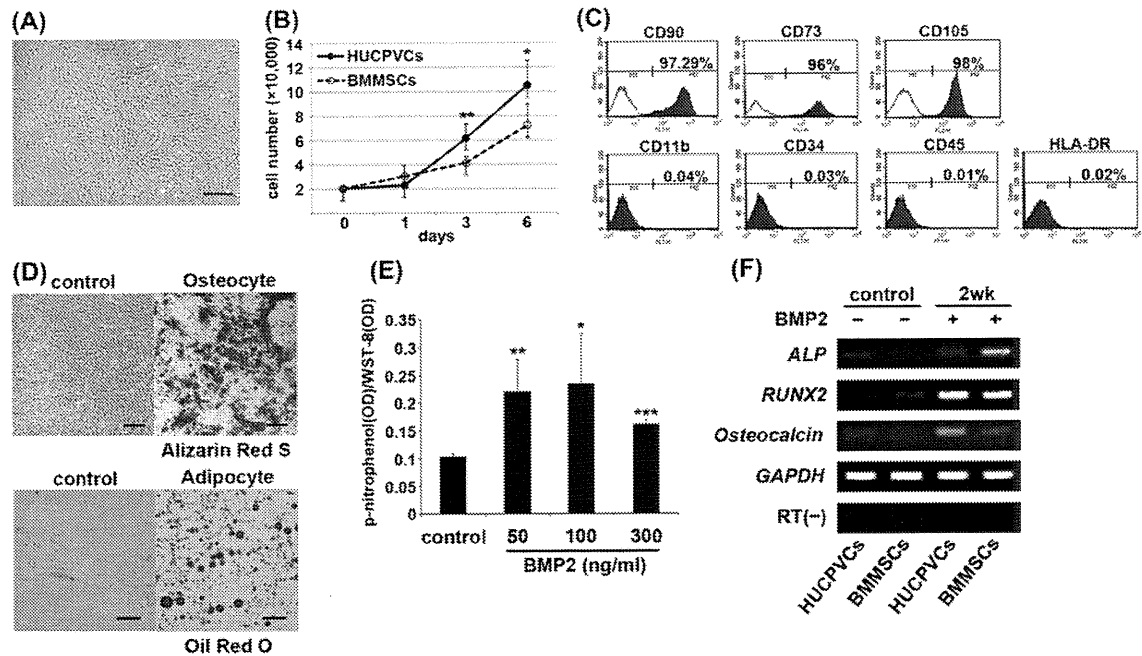 (A)
(B)
cell number (×10,000)
14
12
10
8
6
4
2
HUCPVCs
BMMSCs
**
*
0 1 3 6
days
(C)
CD90 CD73 CD105
97.29% 96% 98%
CD11b CD34 CD45 HLA-DR
0.04% 0.03% 0.01% 0.02%
(D)
control Osteocyte
Alizarin Red S
control Adipocyte
Oil Red O
(E)
p-nitrophenol(OD)/WST-8(OD)
0.35
0.3
0.25
0.2
0.15
0.1
0.05
0
** * ***
control 50 100 300
BMP2 (ng/ml)
(F)
control 2wk
BMP2 − − + +
ALP
RUNX2
Osteocalcin
GAPDH
RT(−)
HUCPVCs
BMMSCs
HUCPVCs
BMMSCs